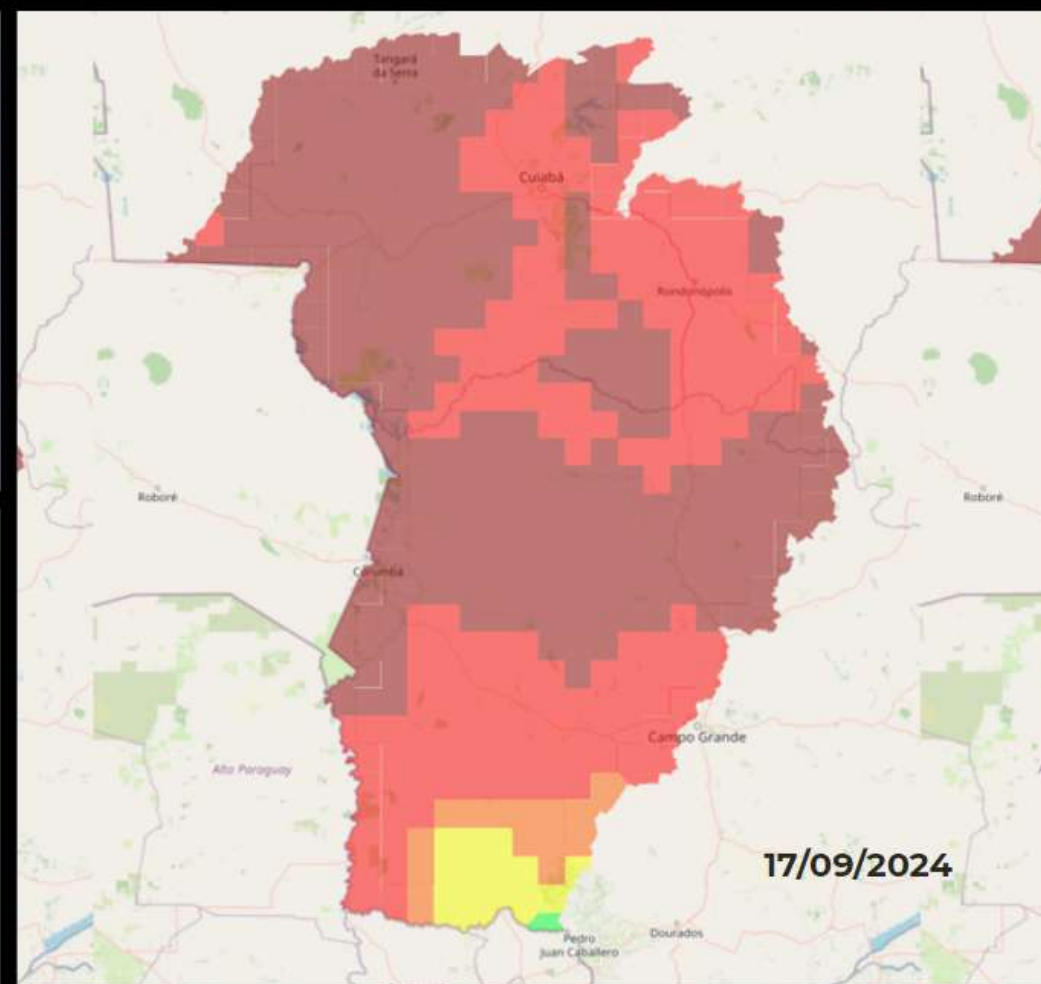 Tangará
da Serra
Cuiabá
Rondonópolis
Roboré
Roboré
Corumbá
Campo Grande
Alto Paraguay
17/09/2024
Pedro
Juan Caballero
Dourados